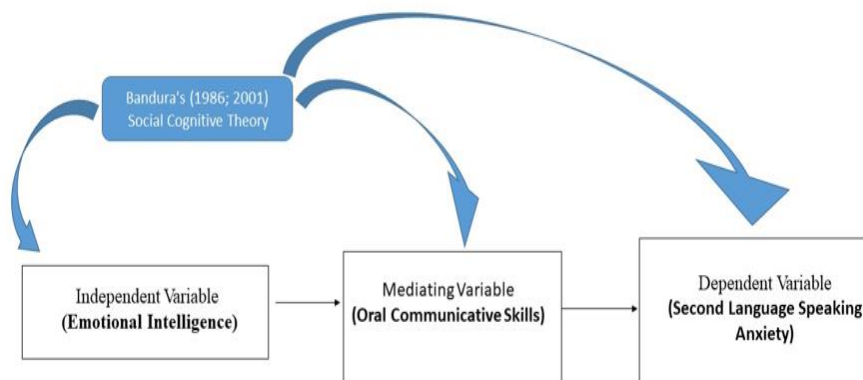 Bandura's (1986; 2001)
Social Cognitive Theory
Independent Variable
(Emotional Intelligence)
Mediating Variable
(Oral Communicative Skills)
Dependent Variable
(Second Language Speaking
Anxiety)